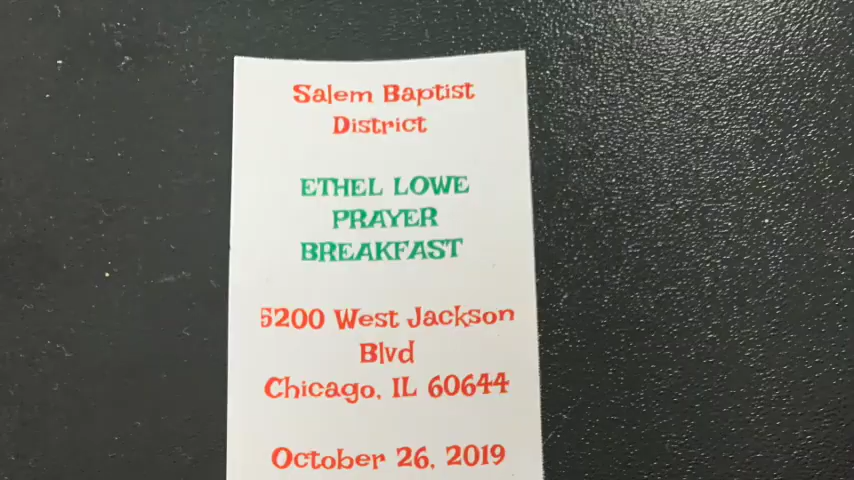 Salem Baptist
District
ETHEL LOWE
PRAYER
BREAKFAST
5200 West Jackson
Blvd
Chicago, IL 60644
October 26, 2019